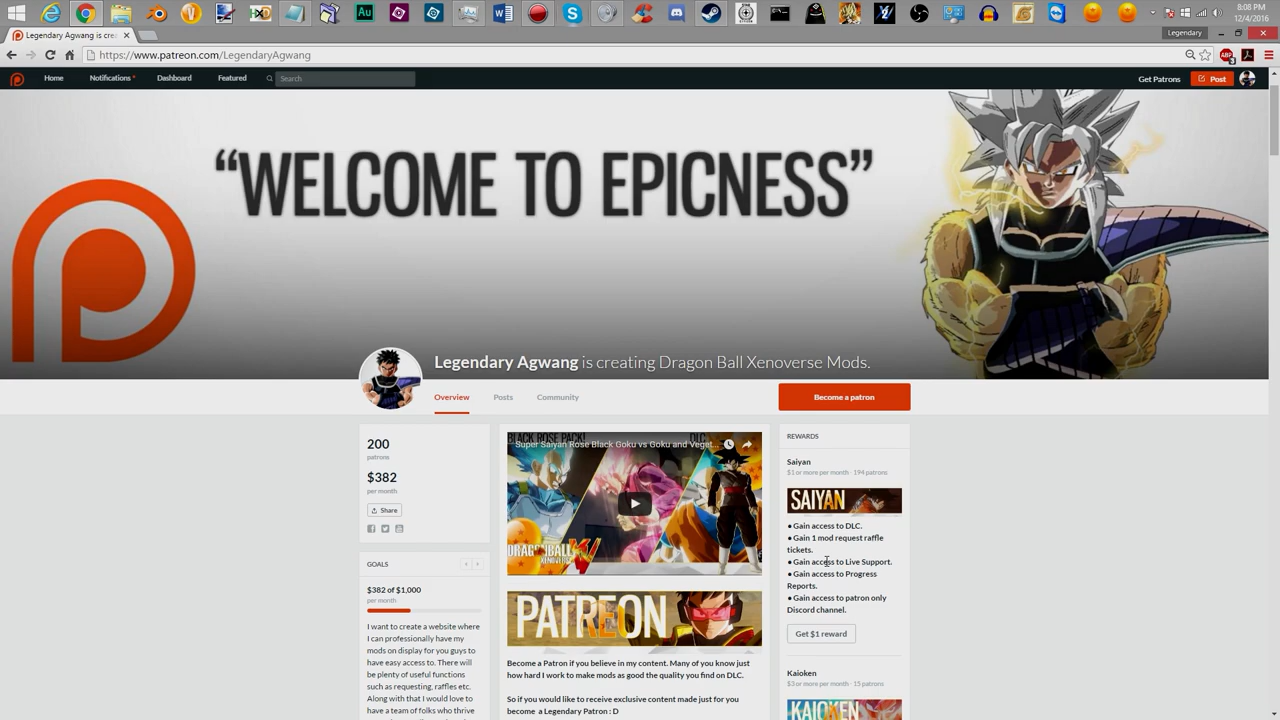 8:08 PM
12/4/2016
Legendary Agwang is cre
Legendary
https://www.patreon.com/LegendaryAgwang
Home
Notifications
Dashboard
Featured
Search
Get Patrons
Post
“WELCOME TO EPICNESS”
Legendary Agwang is creating Dragon Ball Xenoverse Mods.
Overview
Posts
Community
Become a patron
200
patrons
$382
per month
Share
GOALS
$382 of $1,000
per month
I want to create a website where
I can professionally have my
mods on display for you guys to
have easy access to. There will
be plenty of useful functions
such as requesting, raffles etc.
Along with that I would love to
have a team of folks who thrive
BLACK ROSE PACK!
DLC
Super Saiyan Rose Black Goku vs Goku and Veget...
DRAGONBALL
XV
PATREON
Become a Patron if you believe in my content. Many of you know just
how hard I work to make mods as good the quality you find on DLC.
So if you would like to receive exclusive content made just for you
become a Legendary Patron : D
REWARDS
Saiyan
$1 or more per month · 194 patrons
SAIYAN
● Gain access to DLC.
● Gain 1 mod request raffle
tickets.
● Gain access to Live Support.
● Gain access to Progress
Reports.
● Gain access to patron only
Discord channel.
Get $1 reward
Kaioken
$3 or more per month · 15 patrons
KAIOKEN